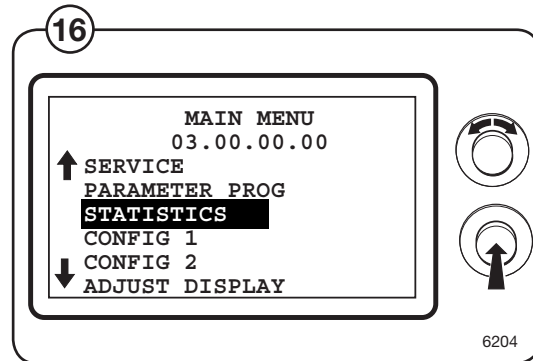 16
MAIN MENU
03.00.00.00
SERVICE
PARAMETER PROG
STATISTICS
CONFIG 1
CONFIG 2
ADJUST DISPLAY
6204